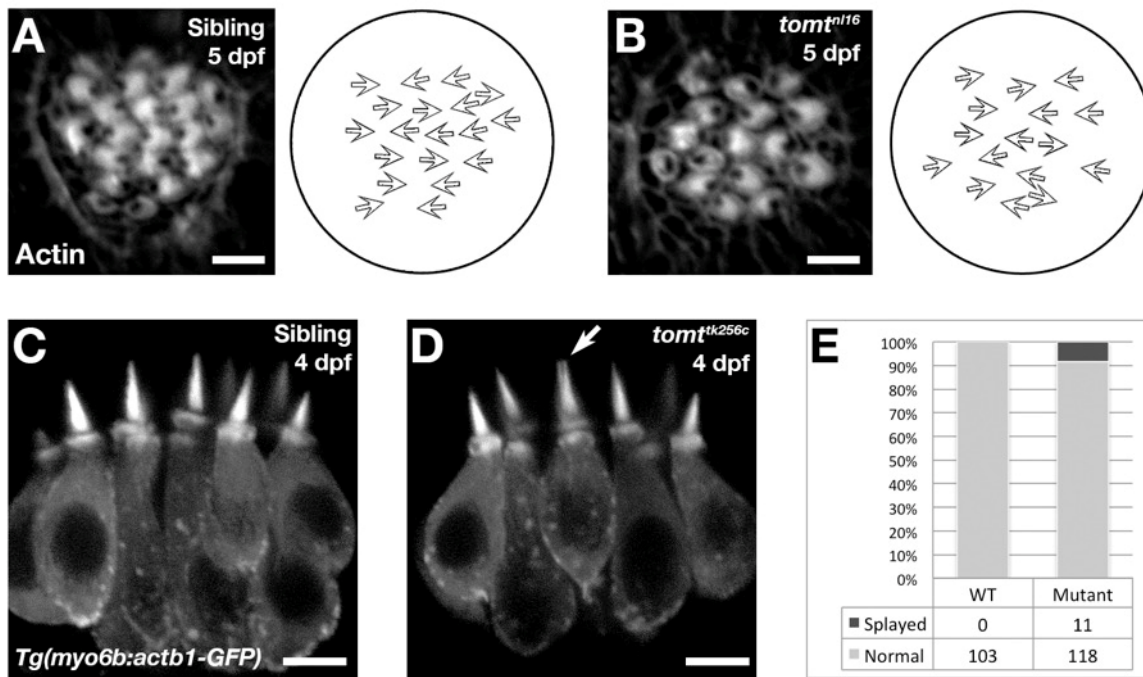 A
Sibling
5 dpf
Actin
B
tomt^nl16
5 dpf
C
Sibling
4 dpf
Tg(myo6b:actb1-GFP)
D
tomt^tk256c
4 dpf
E
100%
90%
80%
70%
60%
50%
40%
30%
20%
10%
0%
WT Mutant
Splayed 0 11
Normal 103 118